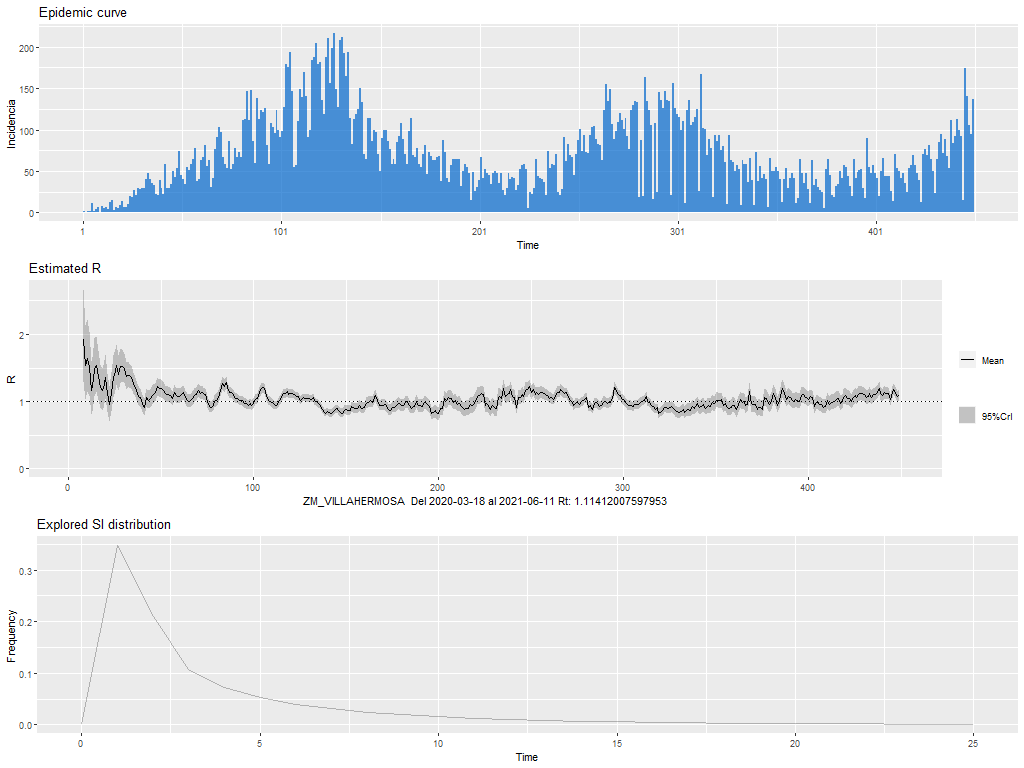 Epidemic curve
200
150
100
50
0
Incidencia
1
101
201
301
401
Time
Estimated R
2
1
0
R
0
100
200
300
400
ZM_VILLAHERMOSA Del 2020-03-18 al 2021-06-11 Rt: 1.11412007597953
Mean
95%CrI
Explored SI distribution
0.3
0.2
0.1
0.0
Frequency
0
5
10
15
20
25
Time